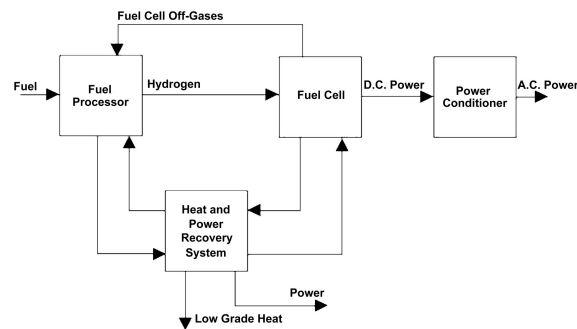 Fuel Cell Off-Gases
Fuel
Fuel
Processor
Hydrogen
Fuel Cell
D.C. Power
Power
Conditioner
A.C. Power
Heat and
Power
Recovery
System
Power
Low Grade Heat